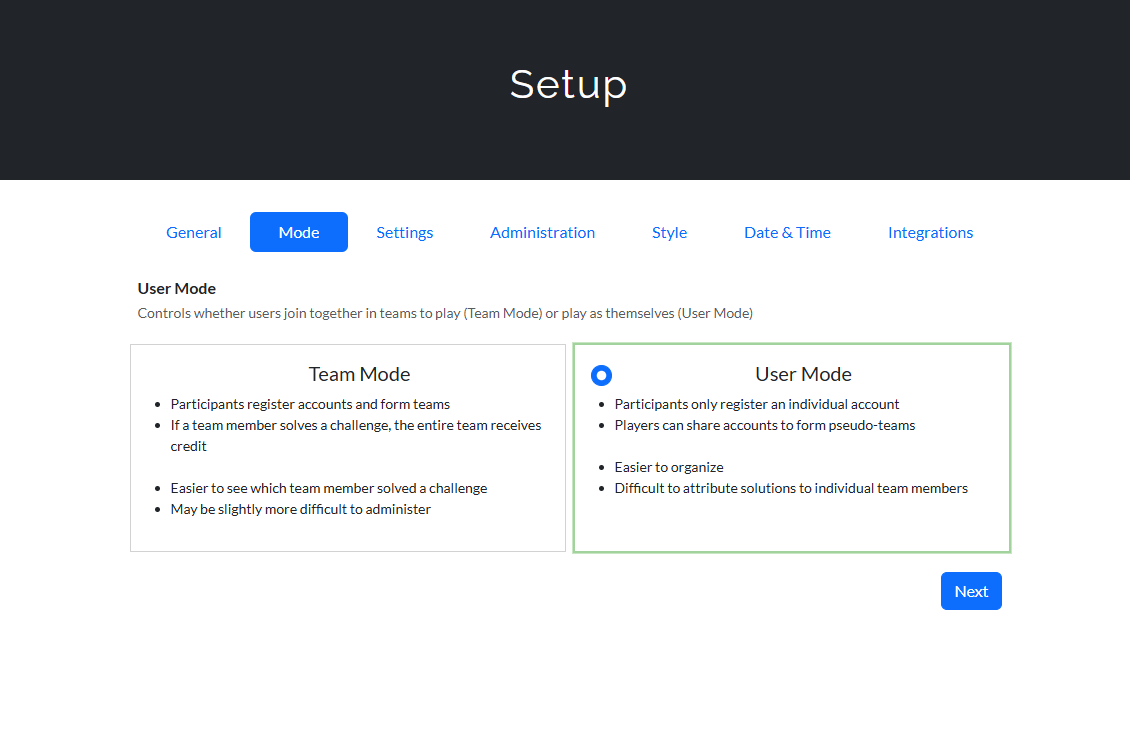 Setup
General Mode Settings Administration Style Date & Time Integrations
User Mode
Controls whether users join together in teams to play (Team Mode) or play as themselves (User Mode)
Team Mode
Participants register accounts and form teams
If a team member solves a challenge, the entire team receives
credit
Easier to see which team member solved a challenge
May be slightly more difficult to administer
User Mode
Participants only register an individual account
Players can share accounts to form pseudo-teams
Easier to organize
Difficult to attribute solutions to individual team members
Next